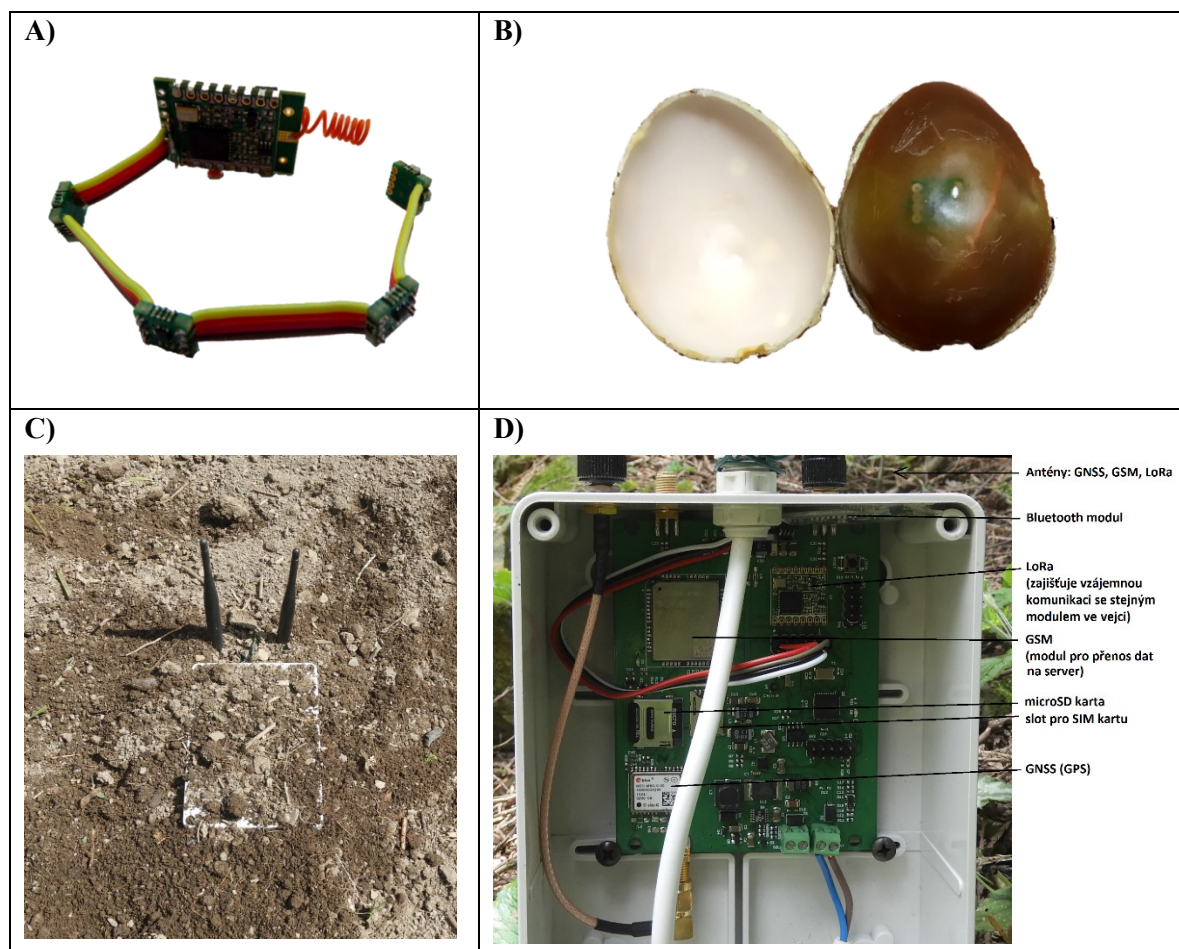 A)
B)
C)
D)
Antény: GNSS, GSM, LoRa
Bluetooth modul
LoRa
(zajišťuje vzájemnou
komunikaci se stejným
modulem ve vejci)
GSM
(modul pro přenos dat
na server)
microSD karta
slot pro SIM kartu
GNSS (GPS)